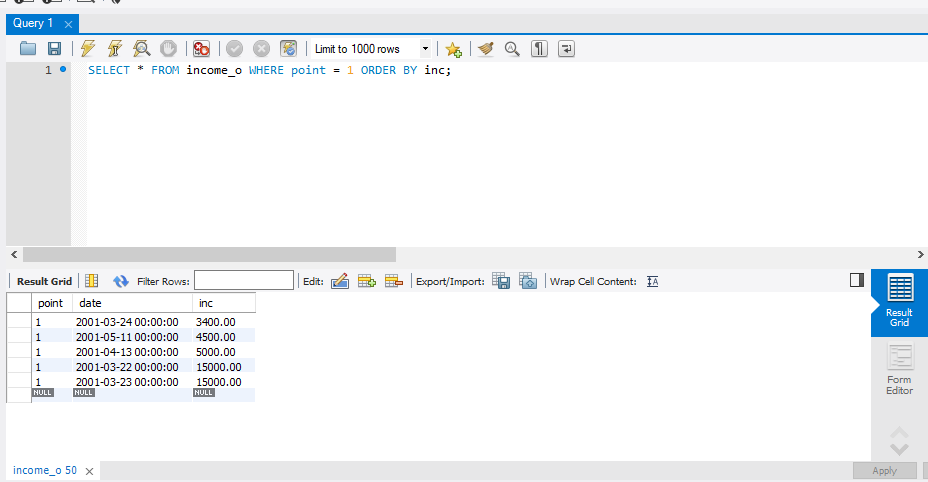 Query 1
Limit to 1000 rows
1 SELECT * FROM income_o WHERE point = 1 ORDER BY inc;
Result Grid Filter Rows: Edit: Export/Import: Wrap Cell Content:
point date inc
1 2001-03-24 00:00:00 3400.00
1 2001-05-11 00:00:00 4500.00
1 2001-04-13 00:00:00 5000.00
1 2001-03-22 00:00:00 15000.00
1 2001-03-23 00:00:00 15000.00
NULL NULL NULL
Result
Grid
Form
Editor
income_o 50
Apply